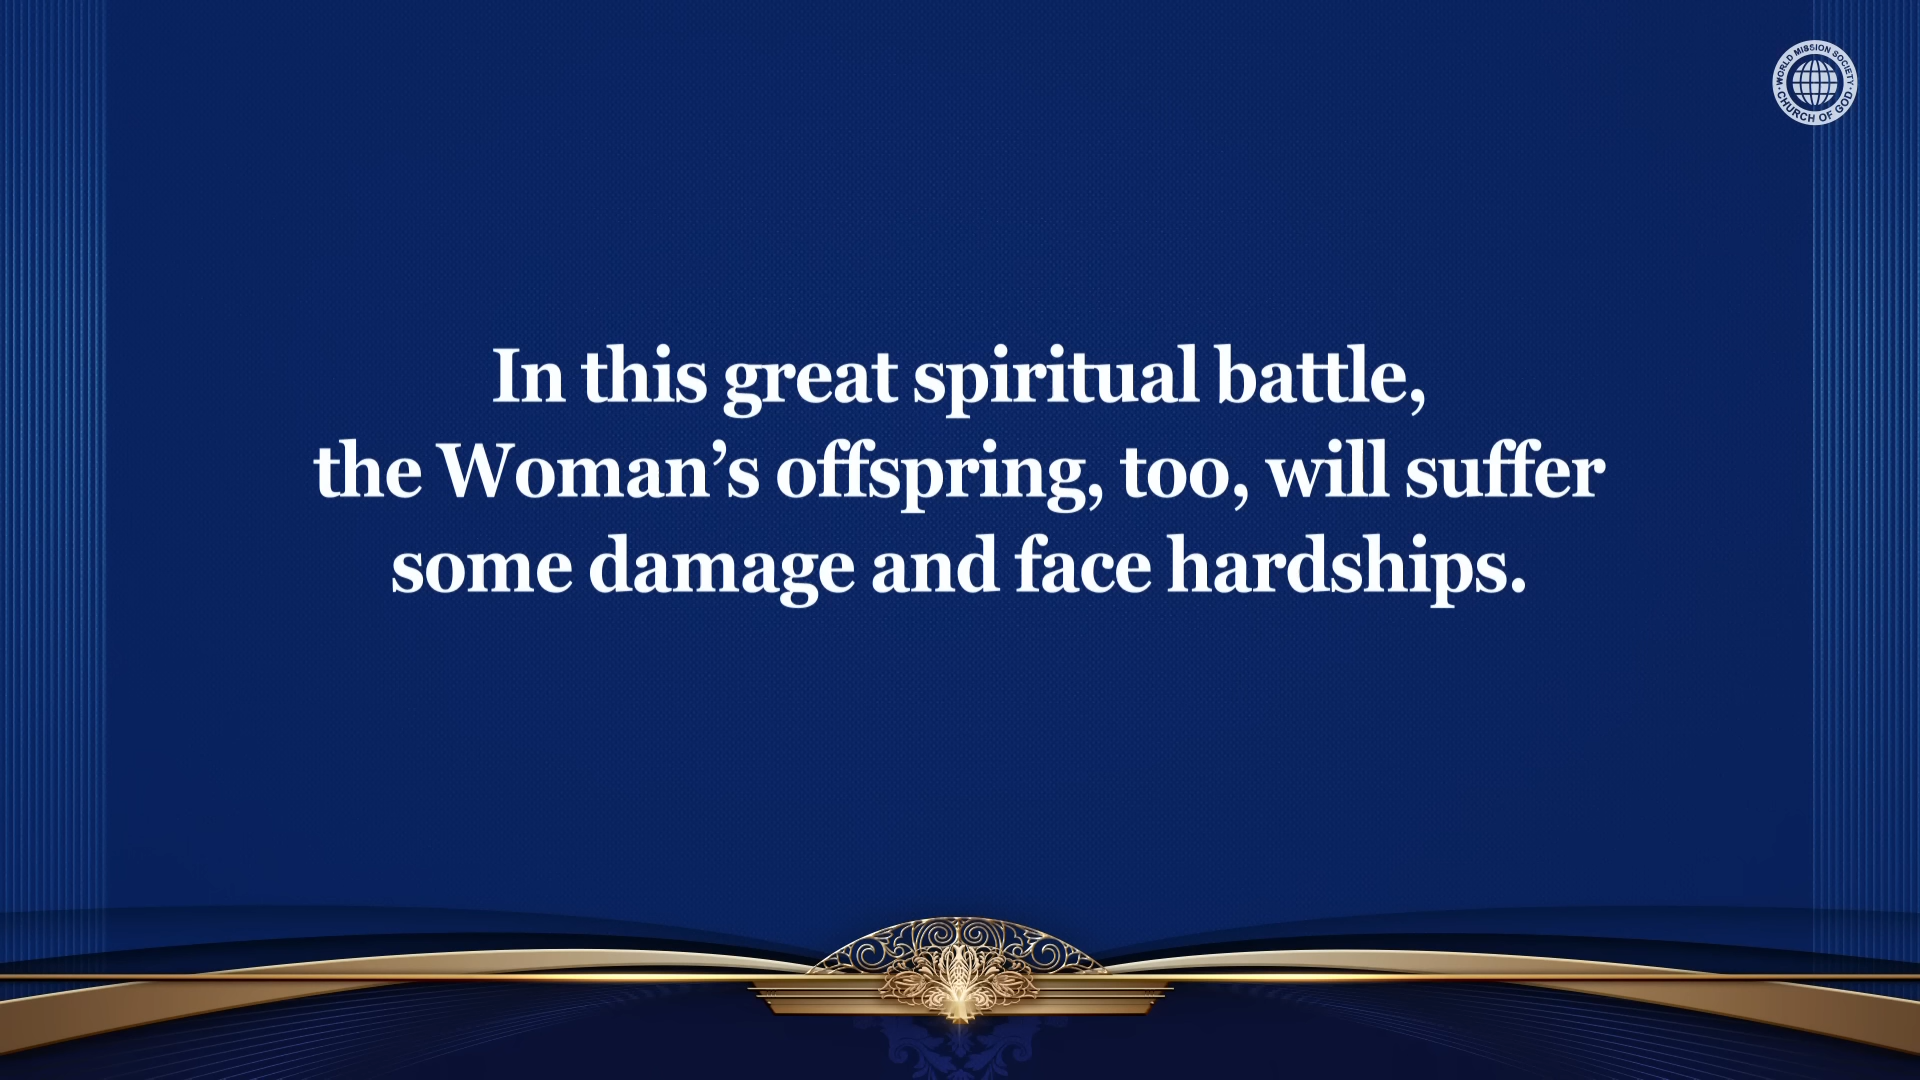 WORLD MISSION SOCIETY
CHURCH OF GOD
In this great spiritual battle,
the Woman’s offspring, too, will suffer
some damage and face hardships.